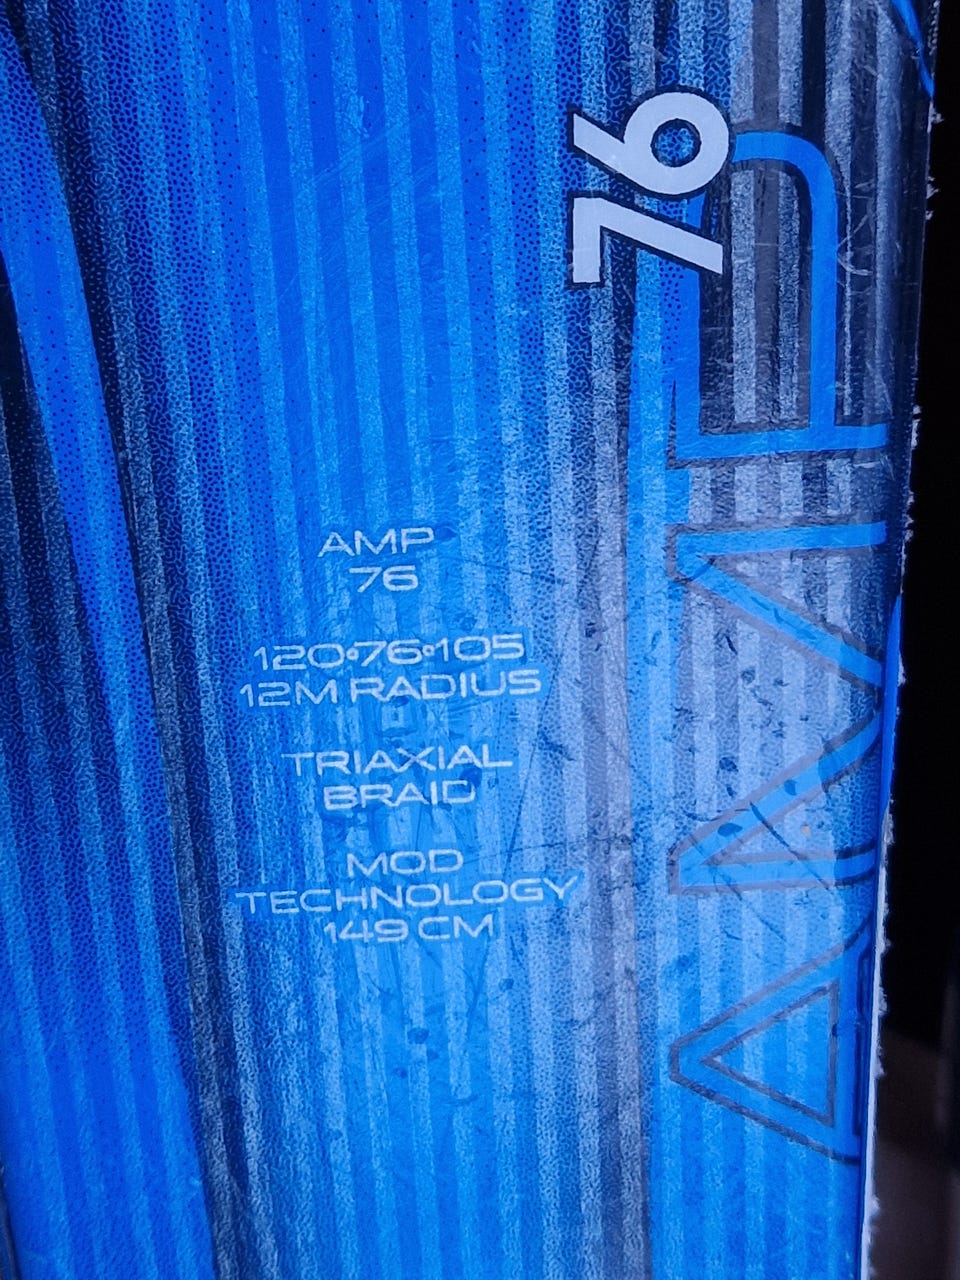 AMP
76
120•76•105
12M RADIUS
TRIAXIAL
BRAID
MOD
TECHNOLOGY
149 CM
AMP 76